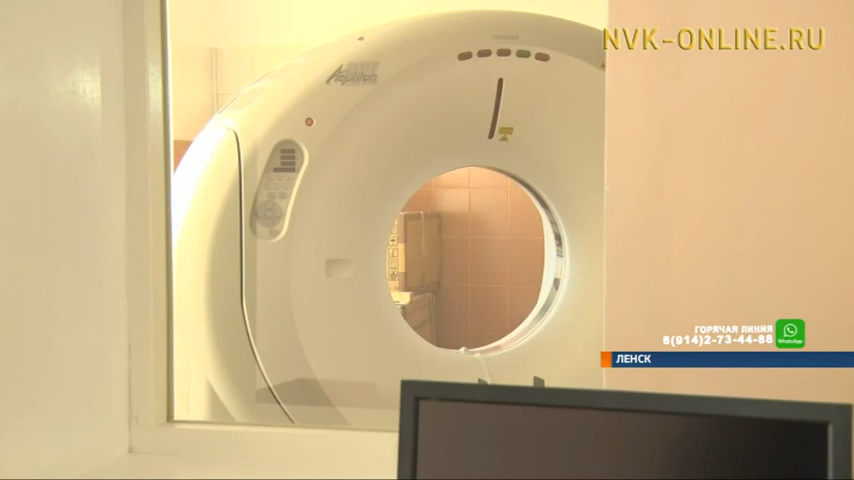 NVK-ONLINE.RU
Aquilion
ГОРЯЧАЯ ЛИНИЯ
8(914)2-73-44-88
WhatsApp
ЛЕНСК